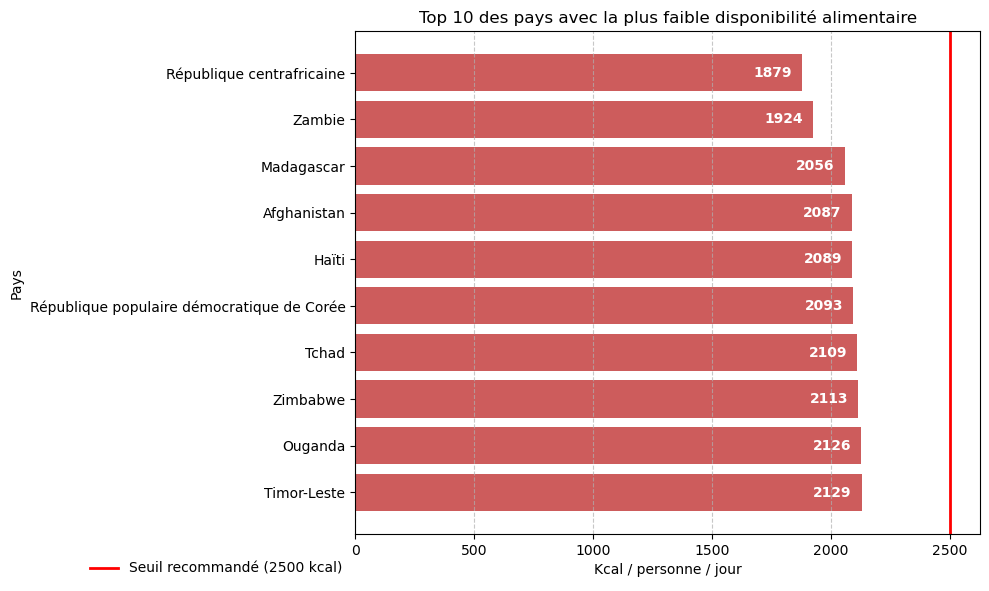 Top 10 des pays avec la plus faible disponibilité alimentaire
République centrafricaine 1879
Zambie 1924
Madagascar 2056
Afghanistan 2087
Haïti 2089
République populaire démocratique de Corée 2093
Tchad 2109
Zimbabwe 2113
Ouganda 2126
Timor-Leste 2129
Pays
0 500 1000 1500 2000 2500
Kcal / personne / jour
Seuil recommandé (2500 kcal)